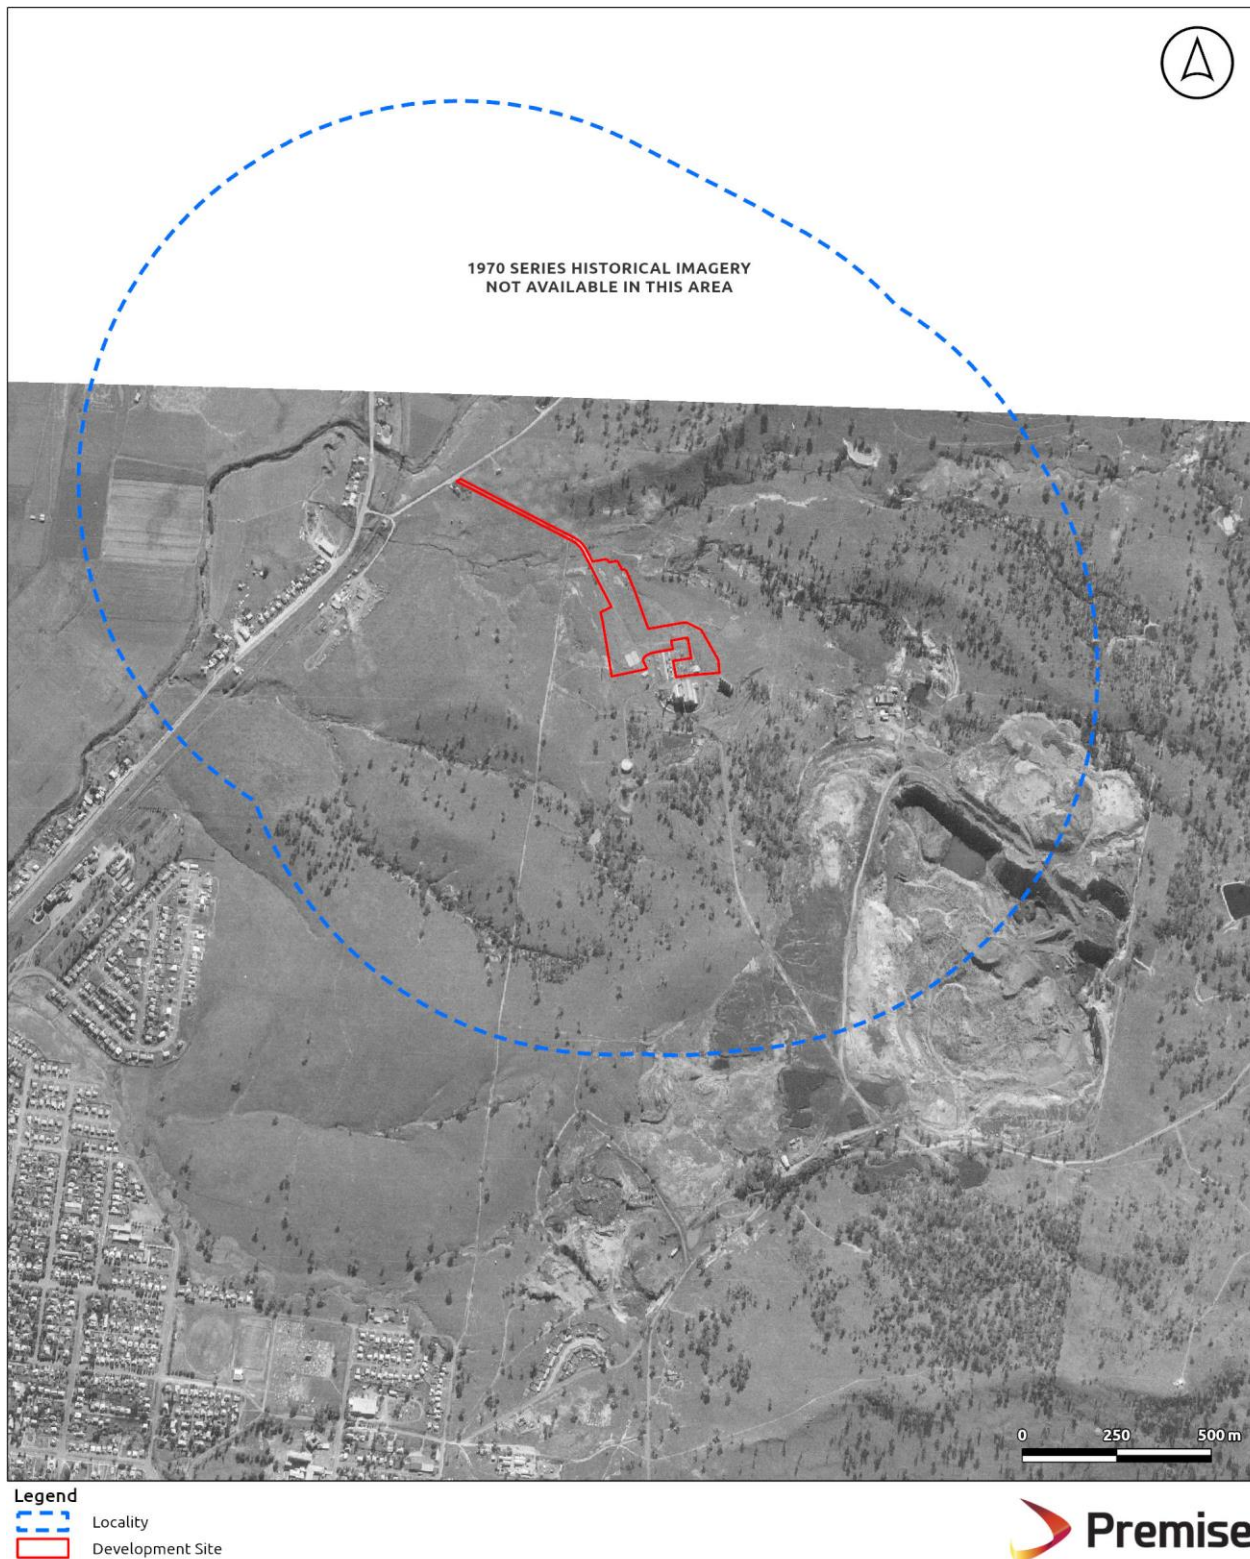 1970 SERIES HISTORICAL IMAGERY
NOT AVAILABLE IN THIS AREA
0 250 500 m
Legend
Locality
Development Site
Premise